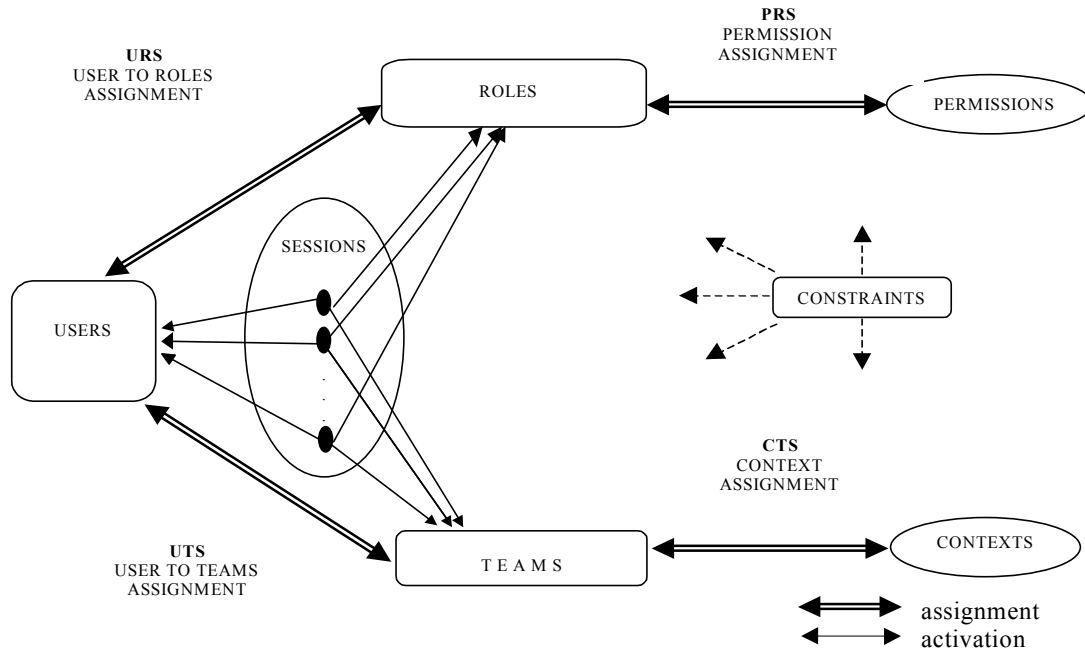 PRS
PERMISSION
ASSIGNMENT
URS
USER TO ROLES
ASSIGNMENT
ROLES
PERMISSIONS
SESSIONS
CONSTRAINTS
USERS
CTS
CONTEXT
ASSIGNMENT
UTS
USER TO TEAMS
ASSIGNMENT
T E A M S
CONTEXTS
assignment
activation